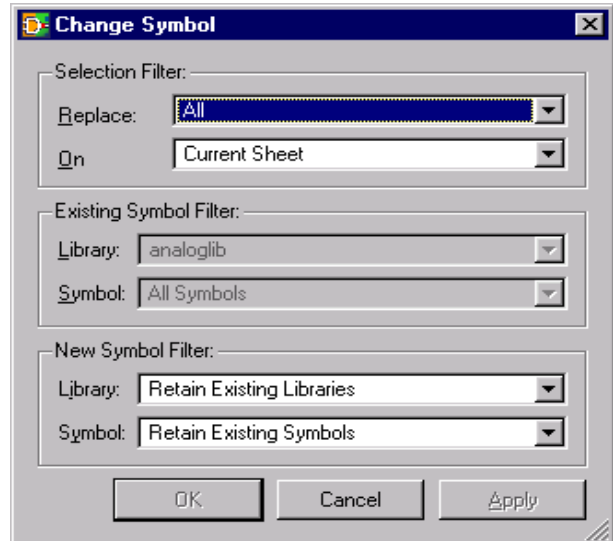 Change Symbol
Selection Filter:
Replace: All
On Current Sheet
Existing Symbol Filter:
Library: analoglib
Symbol: All Symbols
New Symbol Filter:
Library: Retain Existing Libraries
Symbol: Retain Existing Symbols
OK Cancel Apply